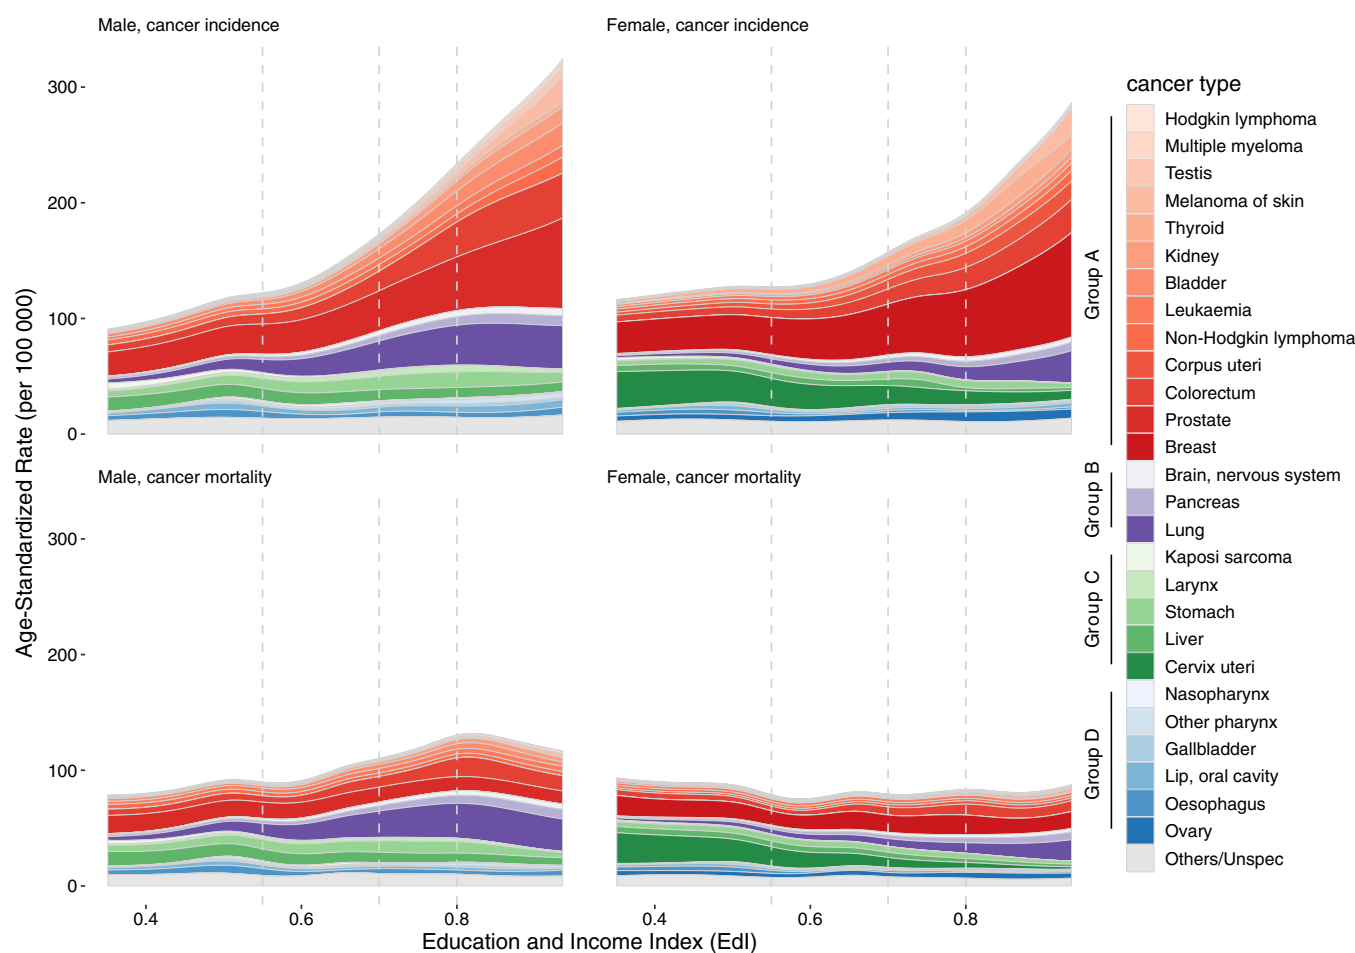 Male, cancer incidence
Female, cancer incidence
300
200
100
0
Male, cancer mortality
Female, cancer mortality
300
200
100
0
0.4
0.6
0.8
0.4
0.6
0.8
Age-Standardized Rate (per 100 000)
Education and Income Index (EdI)
cancer type
Hodgkin lymphoma
Multiple myeloma
Testis
Melanoma of skin
Thyroid
Kidney
Bladder
Leukaemia
Non-Hodgkin lymphoma
Corpus uteri
Colorectum
Prostate
Breast
Brain, nervous system
Pancreas
Lung
Kaposi sarcoma
Larynx
Stomach
Liver
Cervix uteri
Nasopharynx
Other pharynx
Gallbladder
Lip, oral cavity
Oesophagus
Ovary
Others/Unspec
Group A
Group B
Group C
Group D